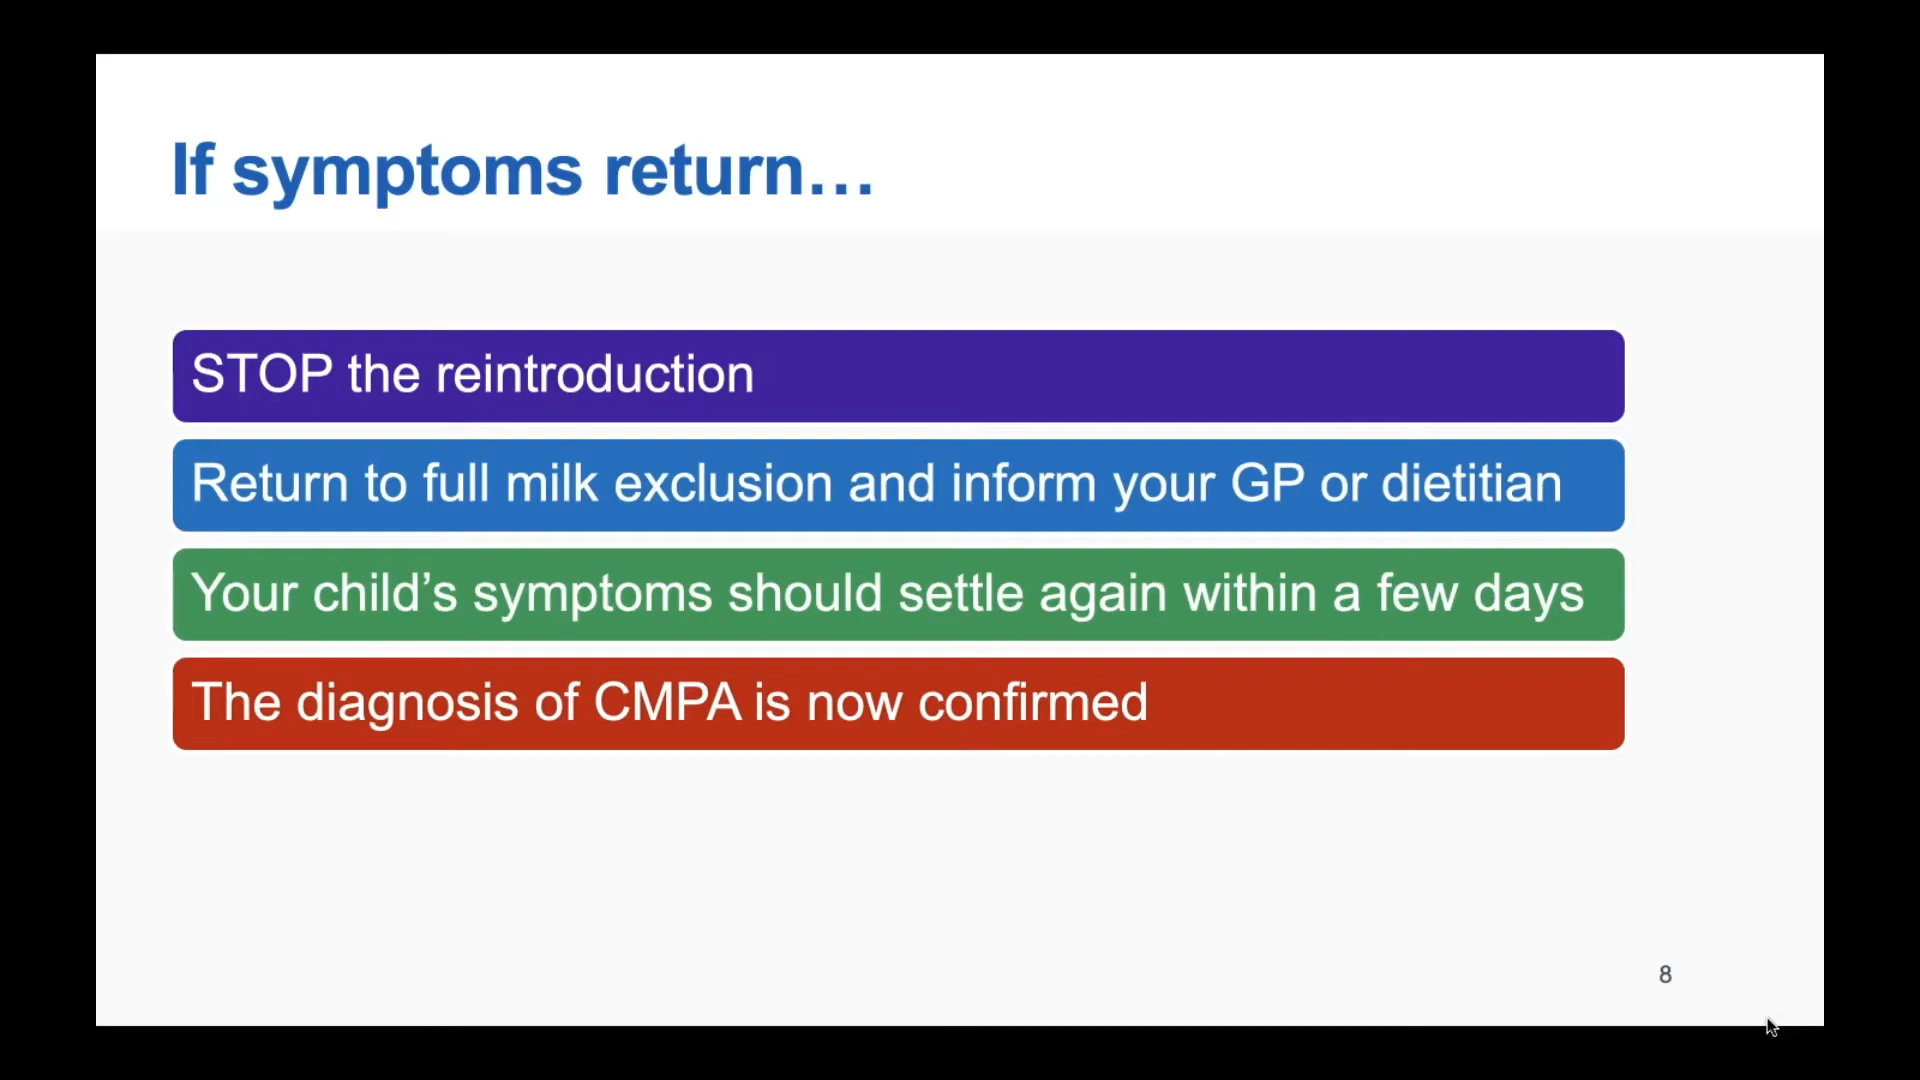 If symptoms return…
STOP the reintroduction
Return to full milk exclusion and inform your GP or dietitian
Your child’s symptoms should settle again within a few days
The diagnosis of CMPA is now confirmed
8